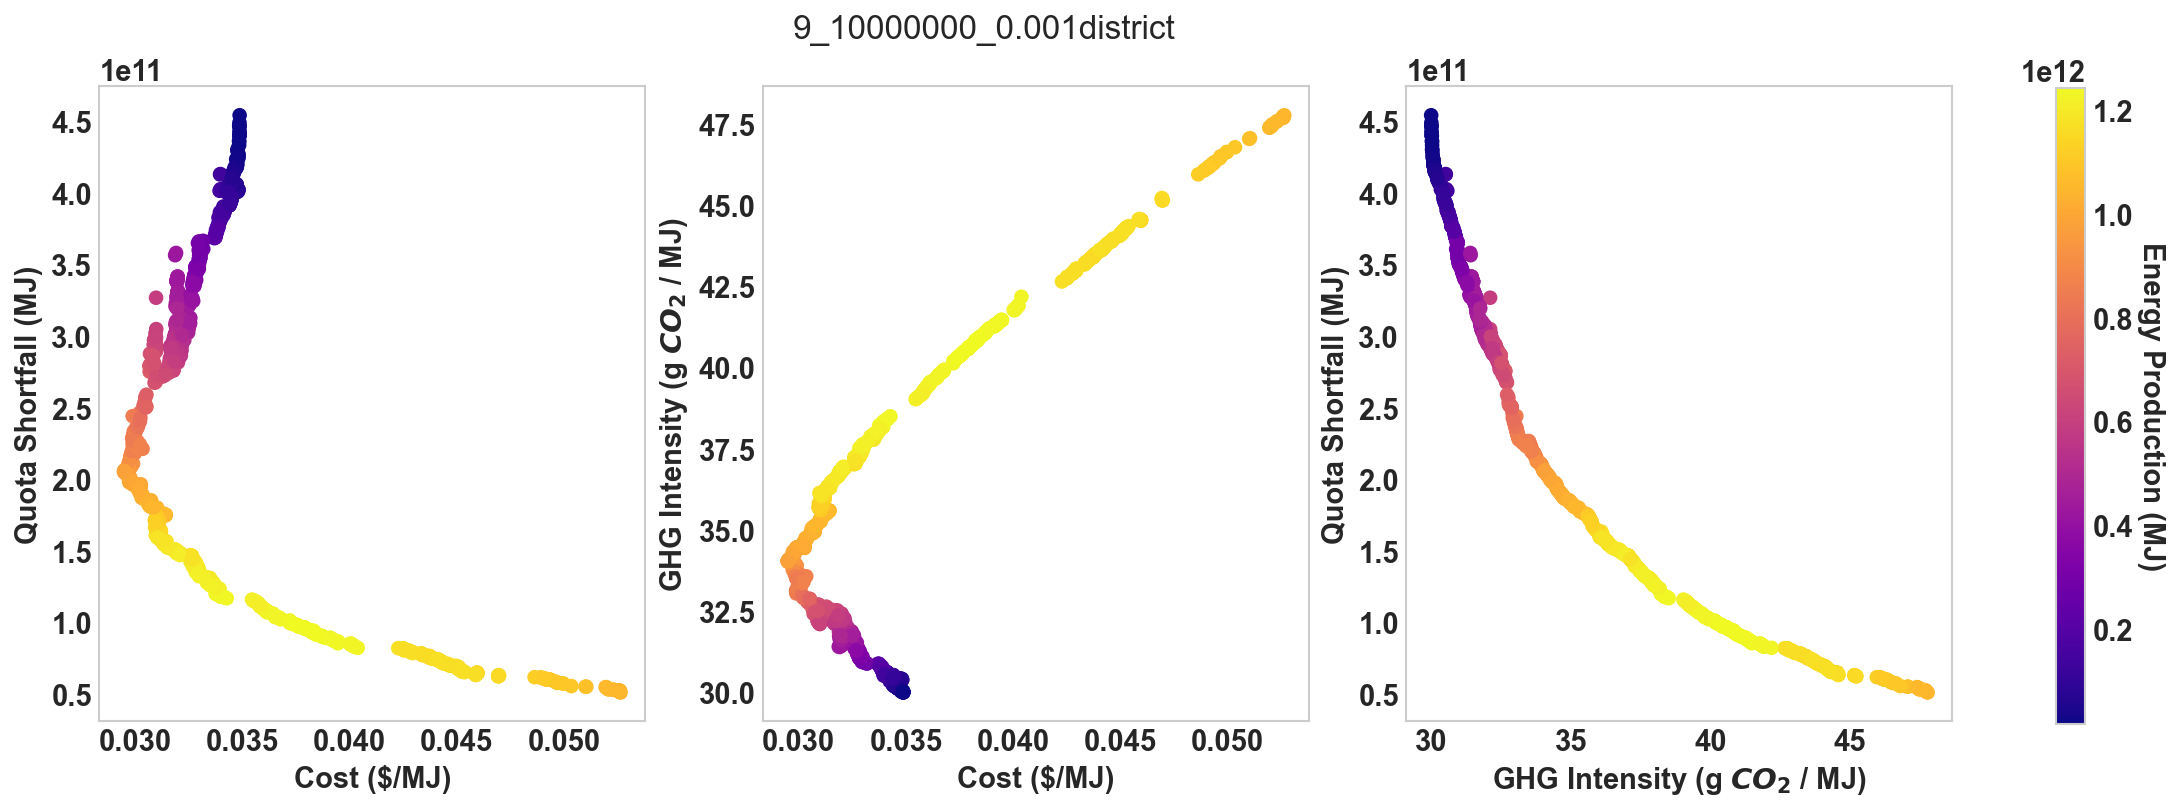 9_10000000_0.001district
1e11
4.5
4.0
3.5
3.0
2.5
2.0
1.5
1.0
0.5
Quota Shortfall (MJ)
0.030 0.035 0.040 0.045 0.050
Cost ($/MJ)
47.5
45.0
42.5
40.0
37.5
35.0
32.5
30.0
GHG Intensity (g CO₂ / MJ)
0.030 0.035 0.040 0.045 0.050
Cost ($/MJ)
1e11
4.5
4.0
3.5
3.0
2.5
2.0
1.5
1.0
0.5
Quota Shortfall (MJ)
30 35 40 45
GHG Intensity (g CO₂ / MJ)
1e12
1.2
1.0
0.8
0.6
0.4
0.2
Energy Production (MJ)